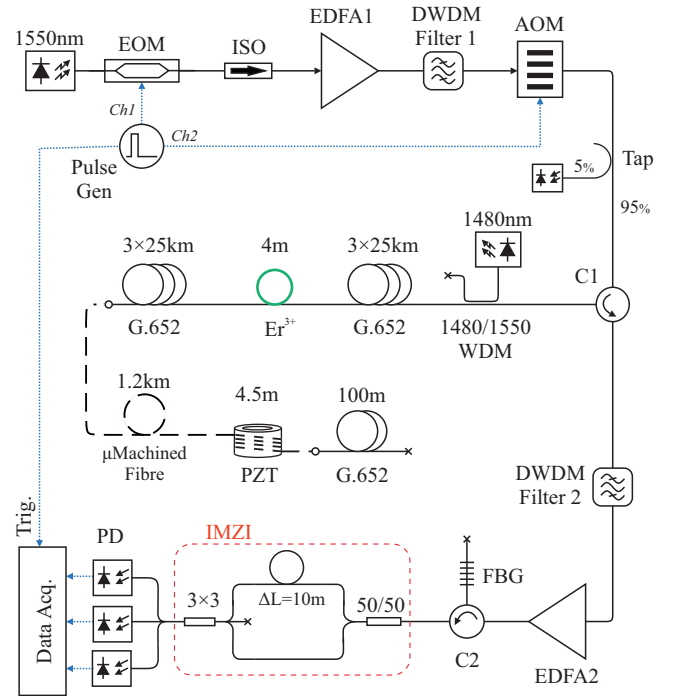 1550nm
EOM
ISO
EDFA1
DWDM
Filter 1
AOM
Ch1
Ch2
Pulse
Gen
5%
Tap
95%
3×25km
4m
3×25km
1480nm
C1
G.652
Er³⁺
G.652
1480/1550
WDM
1.2km
4.5m
100m
μMachined
Fibre
PZT
G.652
DWDM
Filter 2
Trig.
PD
IMZI
FBG
3×3
ΔL=10m
50/50
Data Acq.
C2
EDFA2